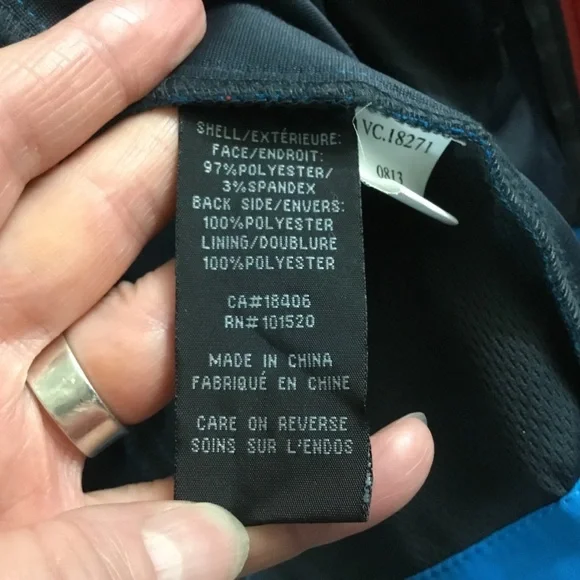 SHELL/EXTÉRIEURE:
FACE/ENDROIT:
97%POLYESTER/
3%SPANDEX
BACK SIDE/ENVERS:
100%POLYESTER
LINING/DOUBLURE
100%POLYESTER
CA#18406
RN#101520
MADE IN CHINA
FABRIQUÉ EN CHINE
CARE ON REVERSE
SOINS SUR L'ENDOS
VC.18271
0813